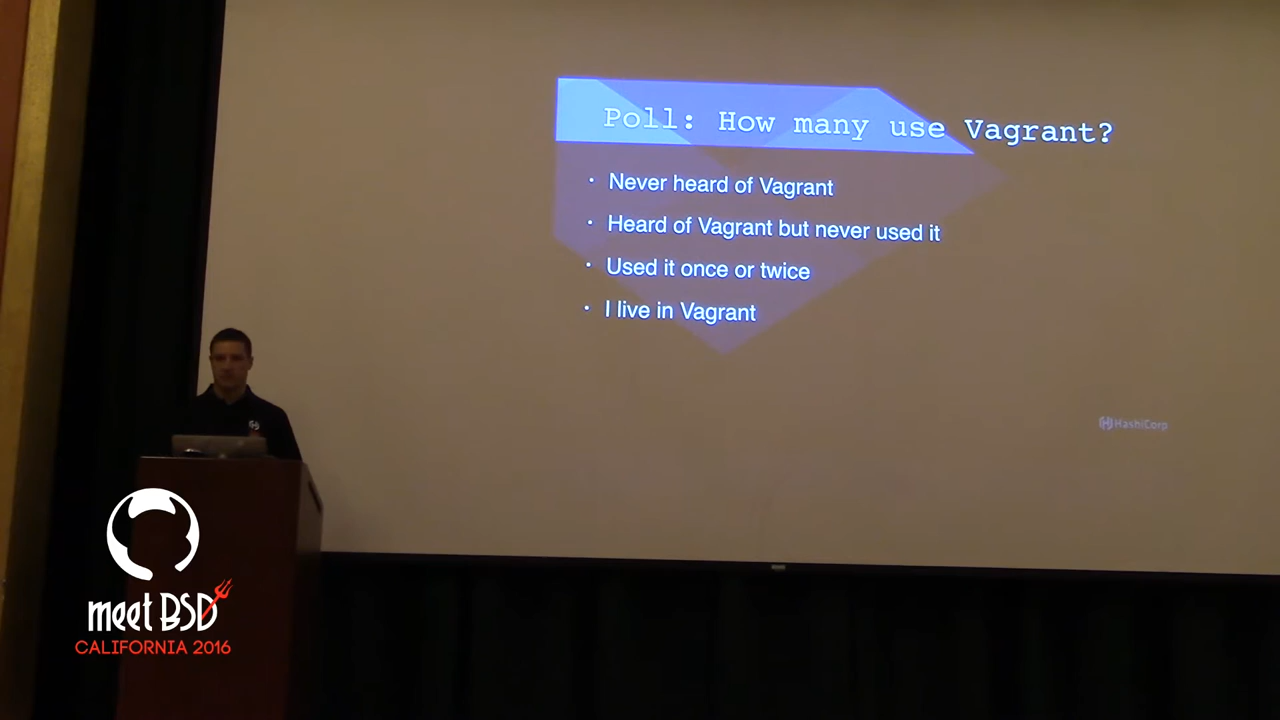 Poll: How many use Vagrant?
· Never heard of Vagrant
· Heard of Vagrant but never used it
· Used it once or twice
· I live in Vagrant
HashiCorp
meet BSD
CALIFORNIA 2016